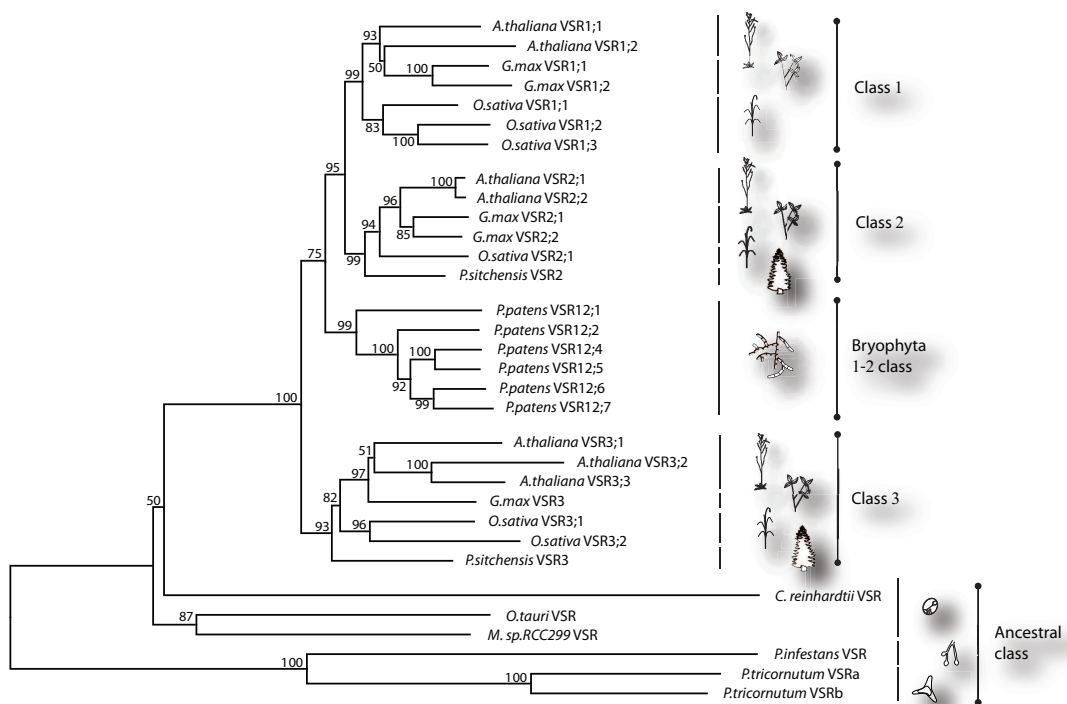 A.thaliana VSR1;1
93
A.thaliana VSR1;2
50
G.max VSR1;1
100
G.max VSR1;2
99
O.sativa VSR1;1
83
O.sativa VSR1;2
100
O.sativa VSR1;3
Class 1
95
A.thaliana VSR2;1
100
A.thaliana VSR2;2
96
G.max VSR2;1
85
G.max VSR2;2
94
O.sativa VSR2;1
99
P.sitchensis VSR2
Class 2
75
P.patens VSR12;1
99
P.patens VSR12;2
100
P.patens VSR12;4
100
P.patens VSR12;5
92
P.patens VSR12;6
99
P.patens VSR12;7
Bryophyta
1-2 class
100
A.thaliana VSR3;1
51
A.thaliana VSR3;2
100
A.thaliana VSR3;3
97
G.max VSR3
82
O.sativa VSR3;1
96
O.sativa VSR3;2
93
P.sitchensis VSR3
Class 3
50
C. reinhardtii VSR
87
O.tauri VSR
M. sp.RCC299 VSR
P.infestans VSR
100
P.tricornutum VSRa
100
P.tricornutum VSRb
Ancestral
class